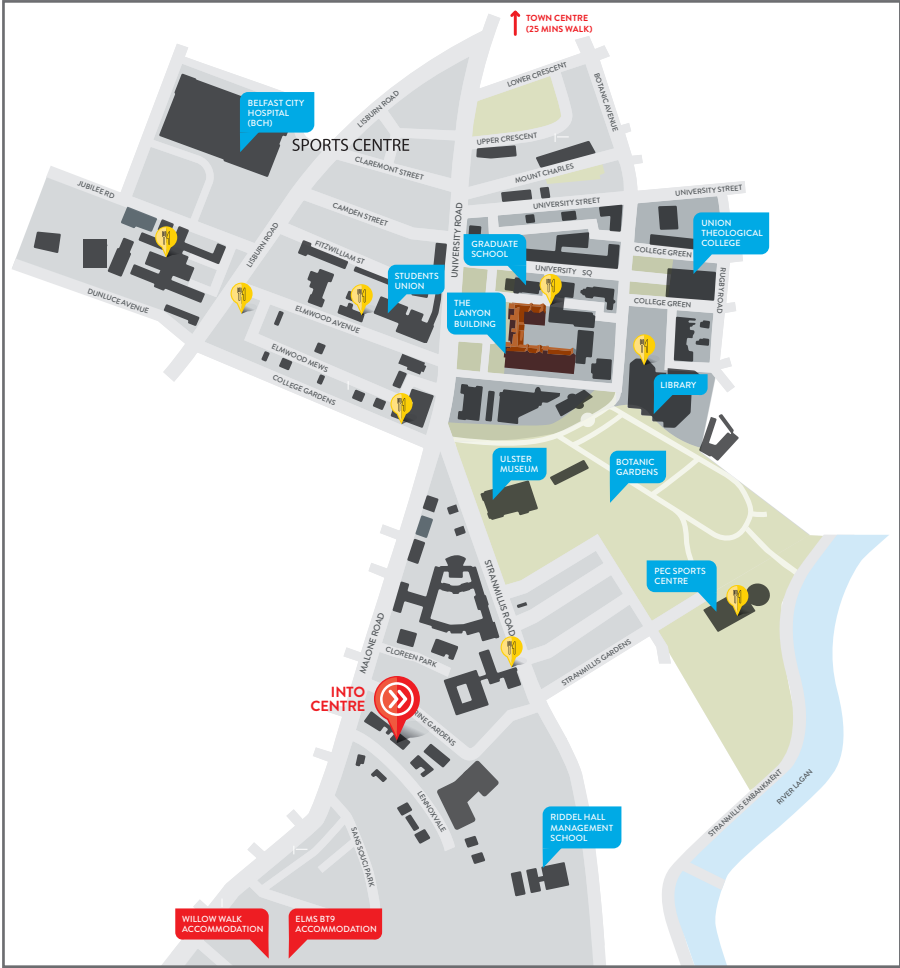 TOWN CENTRE
(25 MINS WALK)
LOWER CRESCENT
BOTANIC AVENUE
LISBURN ROAD
BELFAST CITY
HOSPITAL
(BCH)
SPORTS CENTRE
UPPER CRESCENT
CLAREMONT STREET
MOUNT CHARLES
JUBILEE RD
UNIVERSITY STREET
UNIVERSITY STREET
CAMDEN STREET
UNIVERSITY ROAD
LISBURN ROAD
UNION
THEOLOGICAL
COLLEGE
GRADUATE
SCHOOL
COLLEGE GREEN
FITZWILLIAM ST
UNIVERSITY SQ
STUDENTS
UNION
RUGBY ROAD
DUNLUCE AVENUE
THE
LANYON
BUILDING
COLLEGE GREEN
ELMWOOD AVENUE
ELMWOOD MEWS
COLLEGE GARDENS
LIBRARY
ULSTER
MUSEUM
BOTANIC
GARDENS
STRANMILLIS ROAD
PEC SPORTS
CENTRE
MALONE ROAD
CLOREEN PARK
STRANMILLIS GARDENS
INTO
CENTRE
INE GARDENS
LENNOXVALE
STRANMILLIS EMBANKMENT
RIVER LAGAN
RIDDEL HALL
MANAGEMENT
SCHOOL
SANS SOUCI PARK
WILLOW WALK
ACCOMMODATION
ELMS BT9
ACCOMMODATION